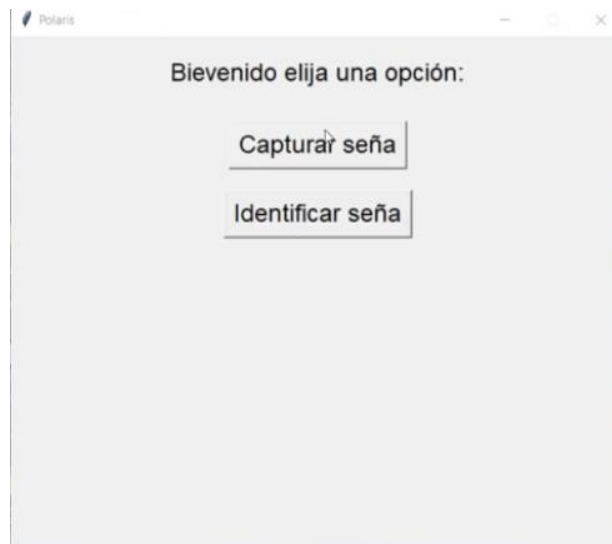 Polaris
Bievenido elija una opción:
Capturar seña
Identificar seña